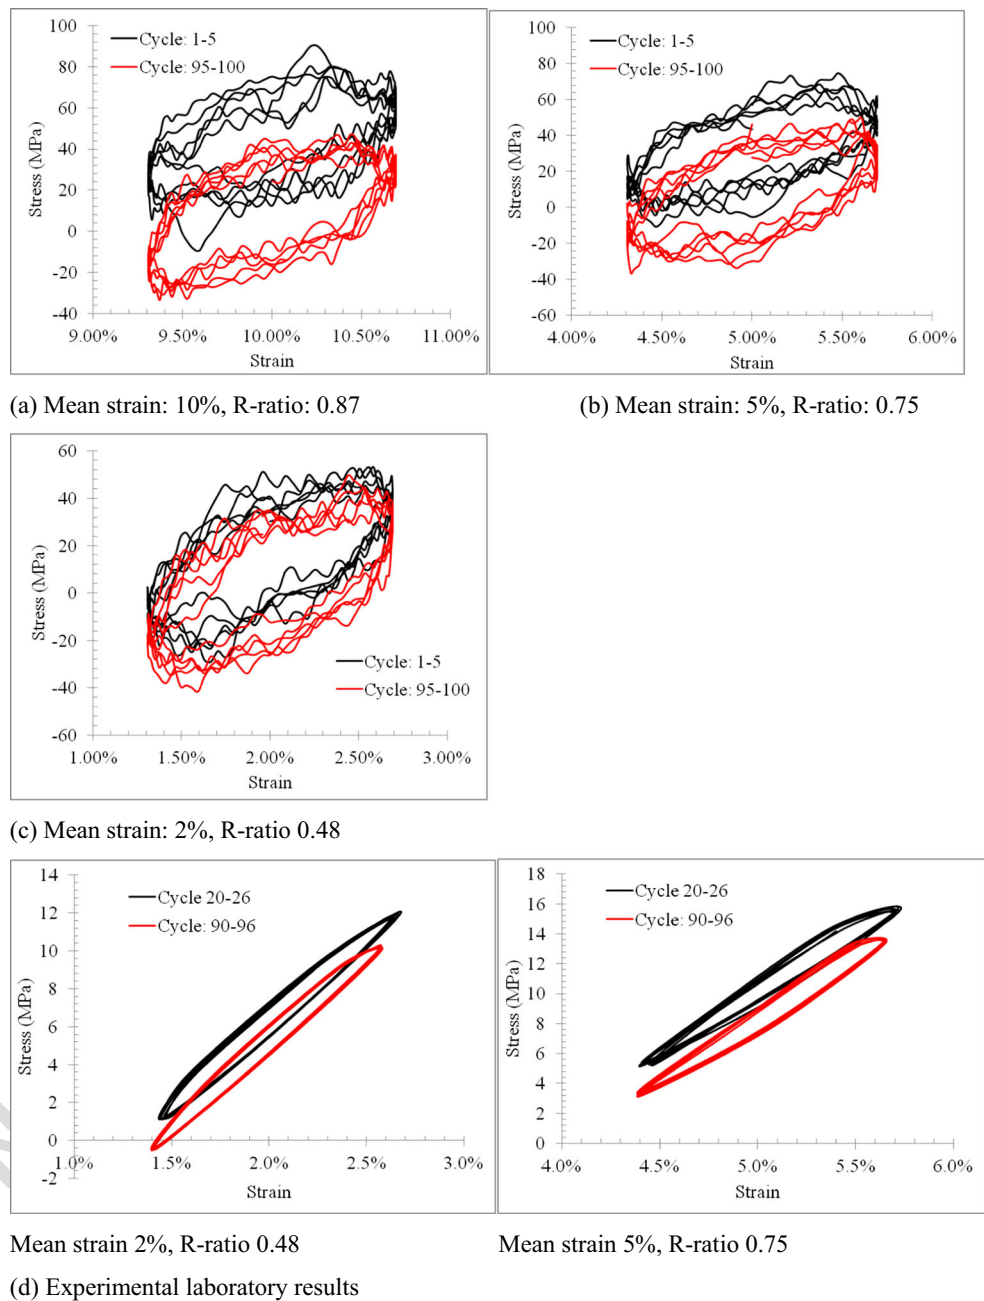 100
80
60
40
20
0
-20
-40
Stress (MPa)
Cycle: 1-5
Cycle: 95-100
9.00% 9.50% 10.00% 10.50% 11.00%
Strain
100
80
60
40
20
0
-20
-40
-60
Stress (MPa)
Cycle: 1-5
Cycle: 95-100
4.00% 4.50% 5.00% 5.50% 6.00%
Strain
(a) Mean strain: 10%, R-ratio: 0.87
(b) Mean strain: 5%, R-ratio: 0.75
60
40
20
0
-20
-40
-60
Stress (MPa)
Cycle: 1-5
Cycle: 95-100
1.00% 1.50% 2.00% 2.50% 3.00%
Strain
(c) Mean strain: 2%, R-ratio 0.48
14
12
10
8
6
4
2
0
-2
Stress (MPa)
Cycle 20-26
Cycle: 90-96
1.0% 1.5% 2.0% 2.5% 3.0%
Strain
18
16
14
12
10
8
6
4
2
0
Stress (MPa)
Cycle 20-26
Cycle: 90-96
4.0% 4.5% 5.0% 5.5% 6.0%
Strain
Mean strain 2%, R-ratio 0.48
Mean strain 5%, R-ratio 0.75
(d) Experimental laboratory results